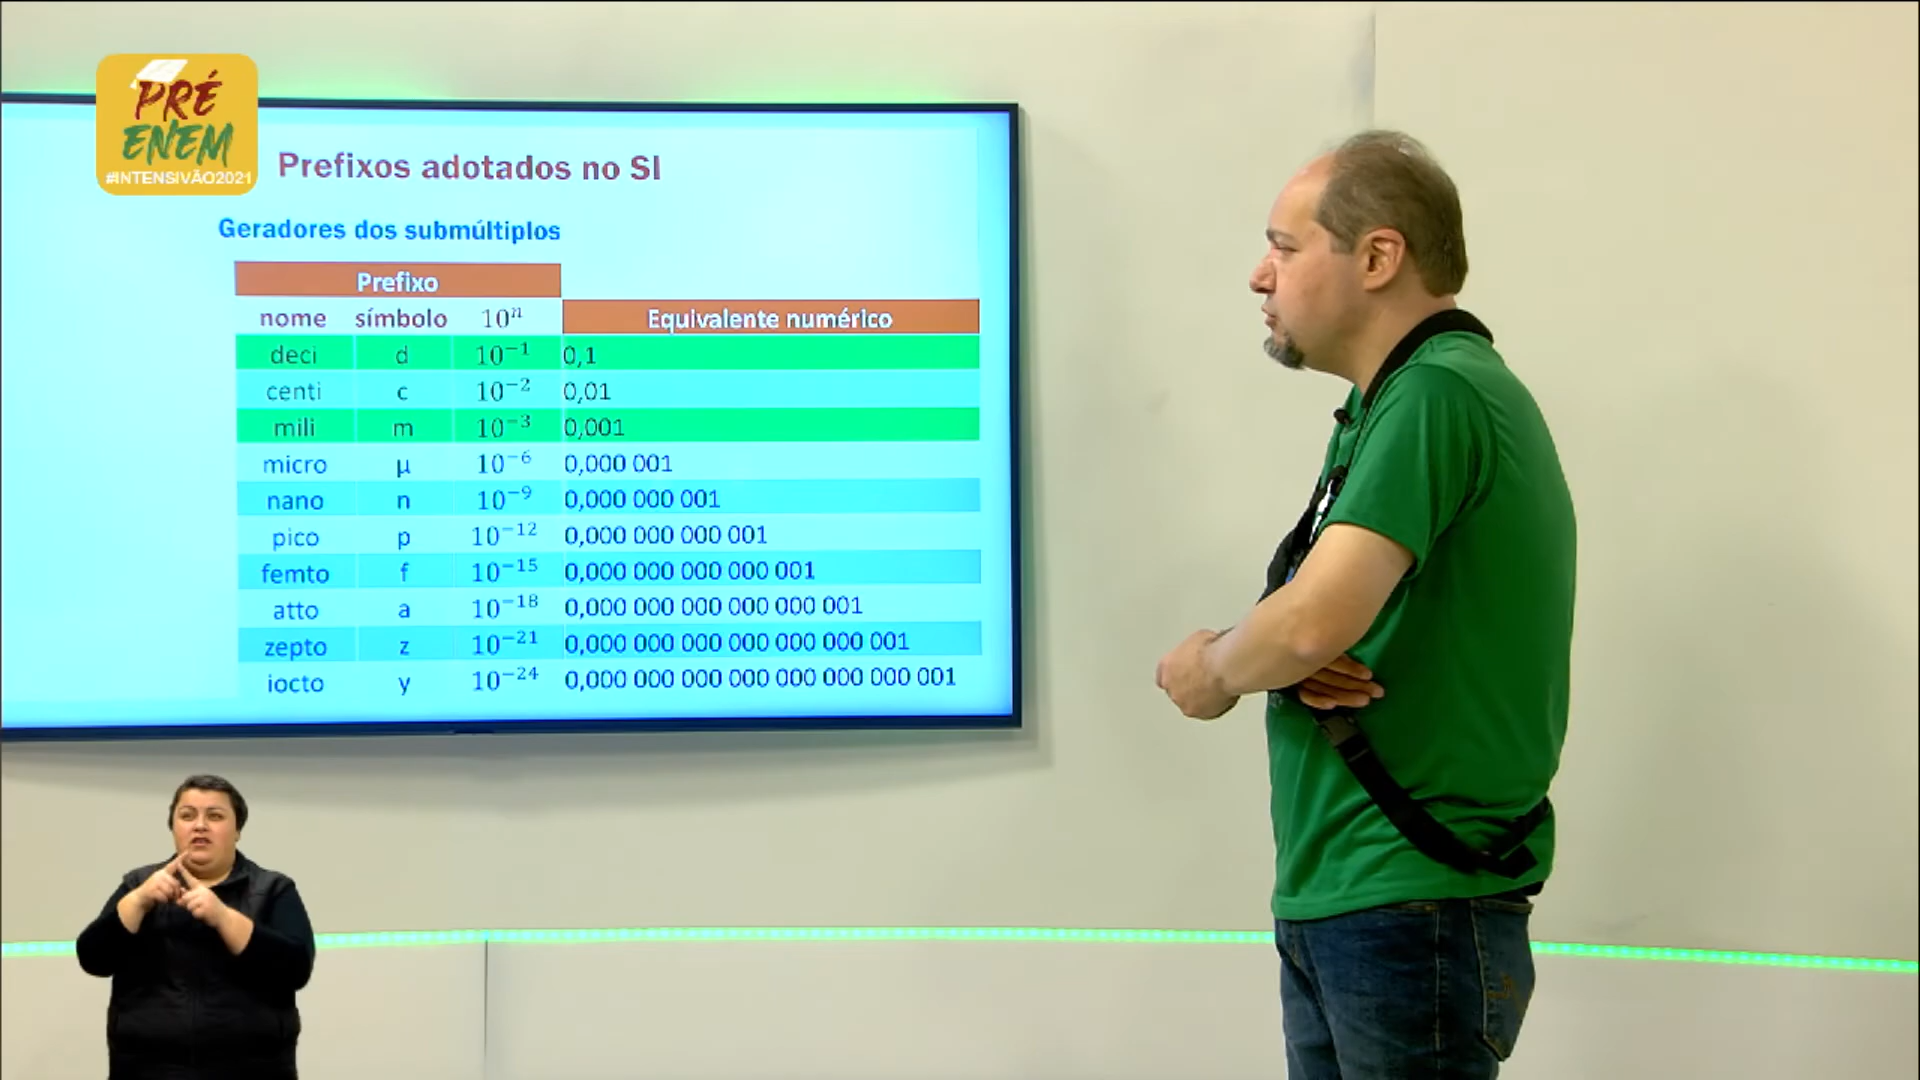 PRÉ
ENEM
#INTENSIVÃO2021
Prefixos adotados no SI
Geradores dos submúltiplos
Prefixo
nome símbolo 10ⁿ Equivalente numérico
deci d 10⁻¹ 0,1
centi c 10⁻² 0,01
mili m 10⁻³ 0,001
micro µ 10⁻⁶ 0,000 001
nano n 10⁻⁹ 0,000 000 001
pico p 10⁻¹² 0,000 000 000 001
femto f 10⁻¹⁵ 0,000 000 000 000 001
atto a 10⁻¹⁸ 0,000 000 000 000 000 001
zepto z 10⁻²¹ 0,000 000 000 000 000 000 001
iocto y 10⁻²⁴ 0,000 000 000 000 000 000 000 001